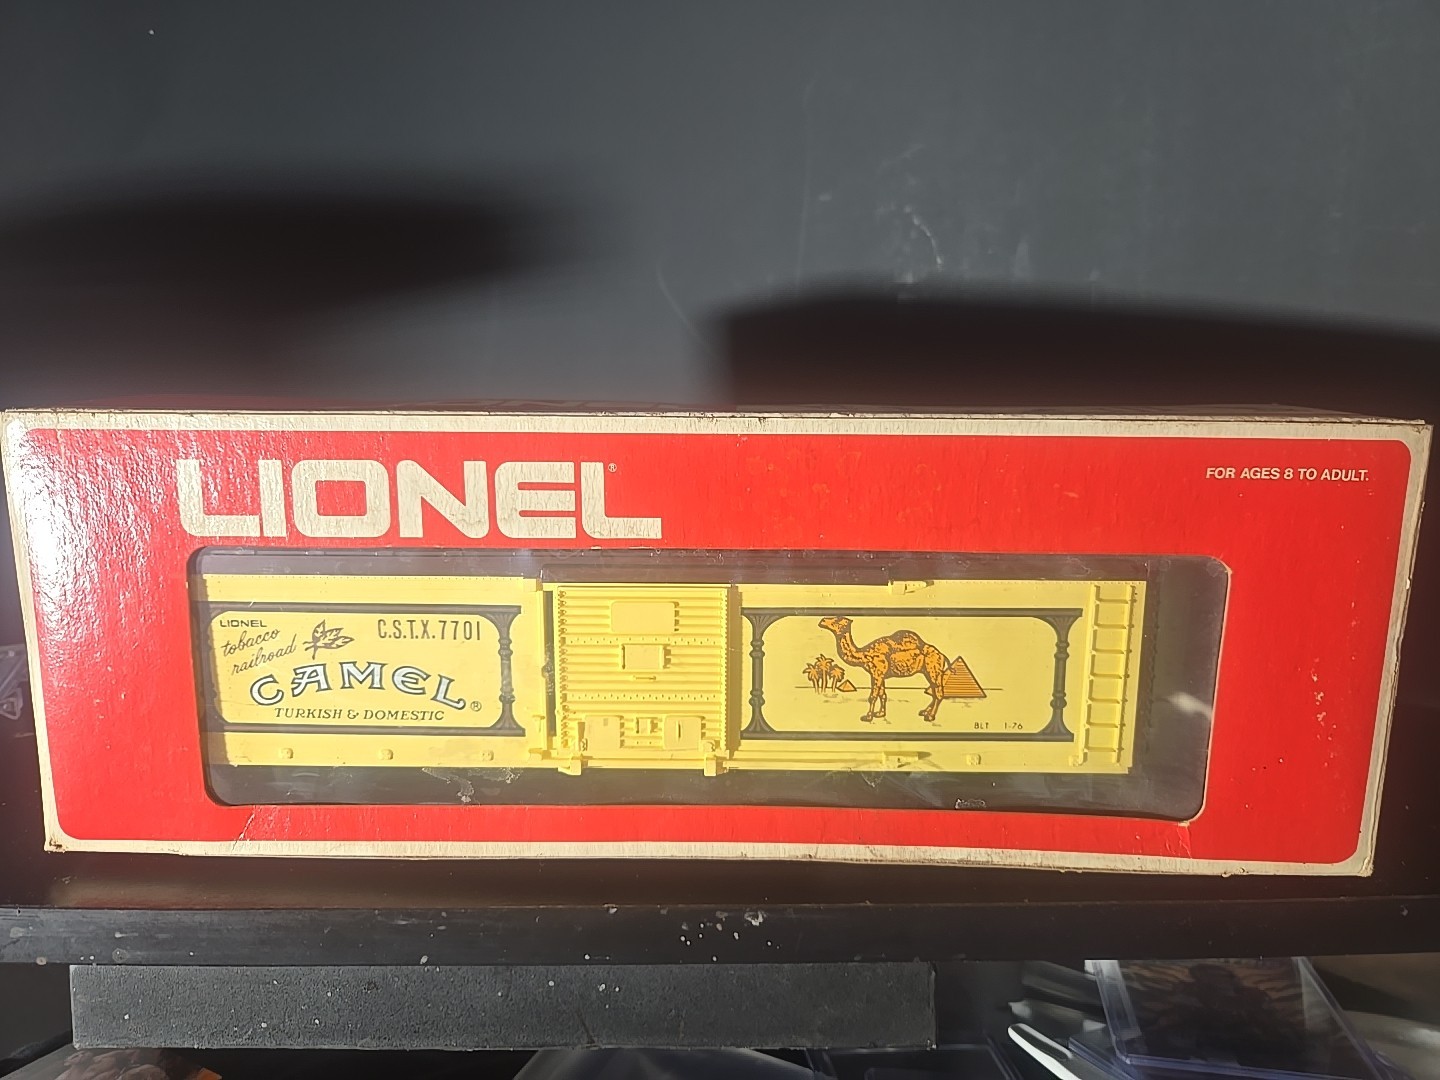 LIONEL®
FOR AGES 8 TO ADULT.
LIONEL
tobacco
railroad
C.S.T.X. 7701
CAMEL®
TURKISH & DOMESTIC
BLT 1-76